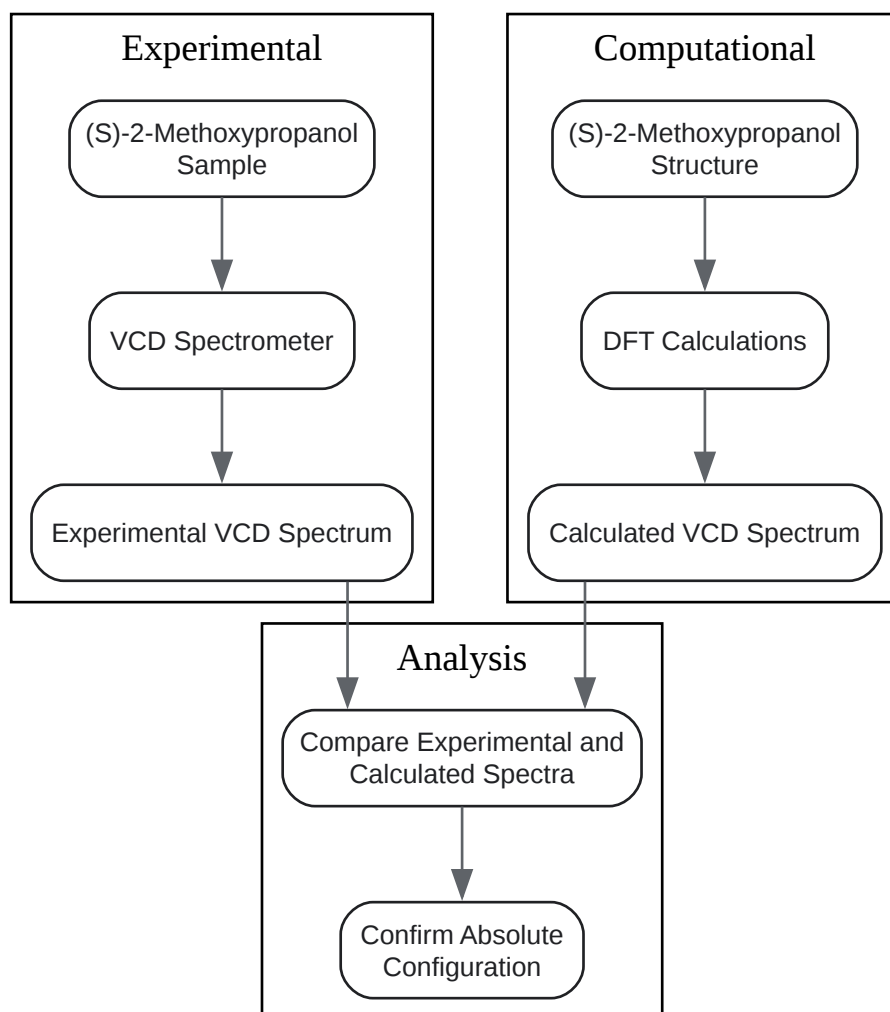 Experimental
(S)-2-Methoxypropanol
Sample
VCD Spectrometer
Experimental VCD Spectrum
Computational
(S)-2-Methoxypropanol
Structure
DFT Calculations
Calculated VCD Spectrum
Analysis
Compare Experimental and
Calculated Spectra
Confirm Absolute
Configuration